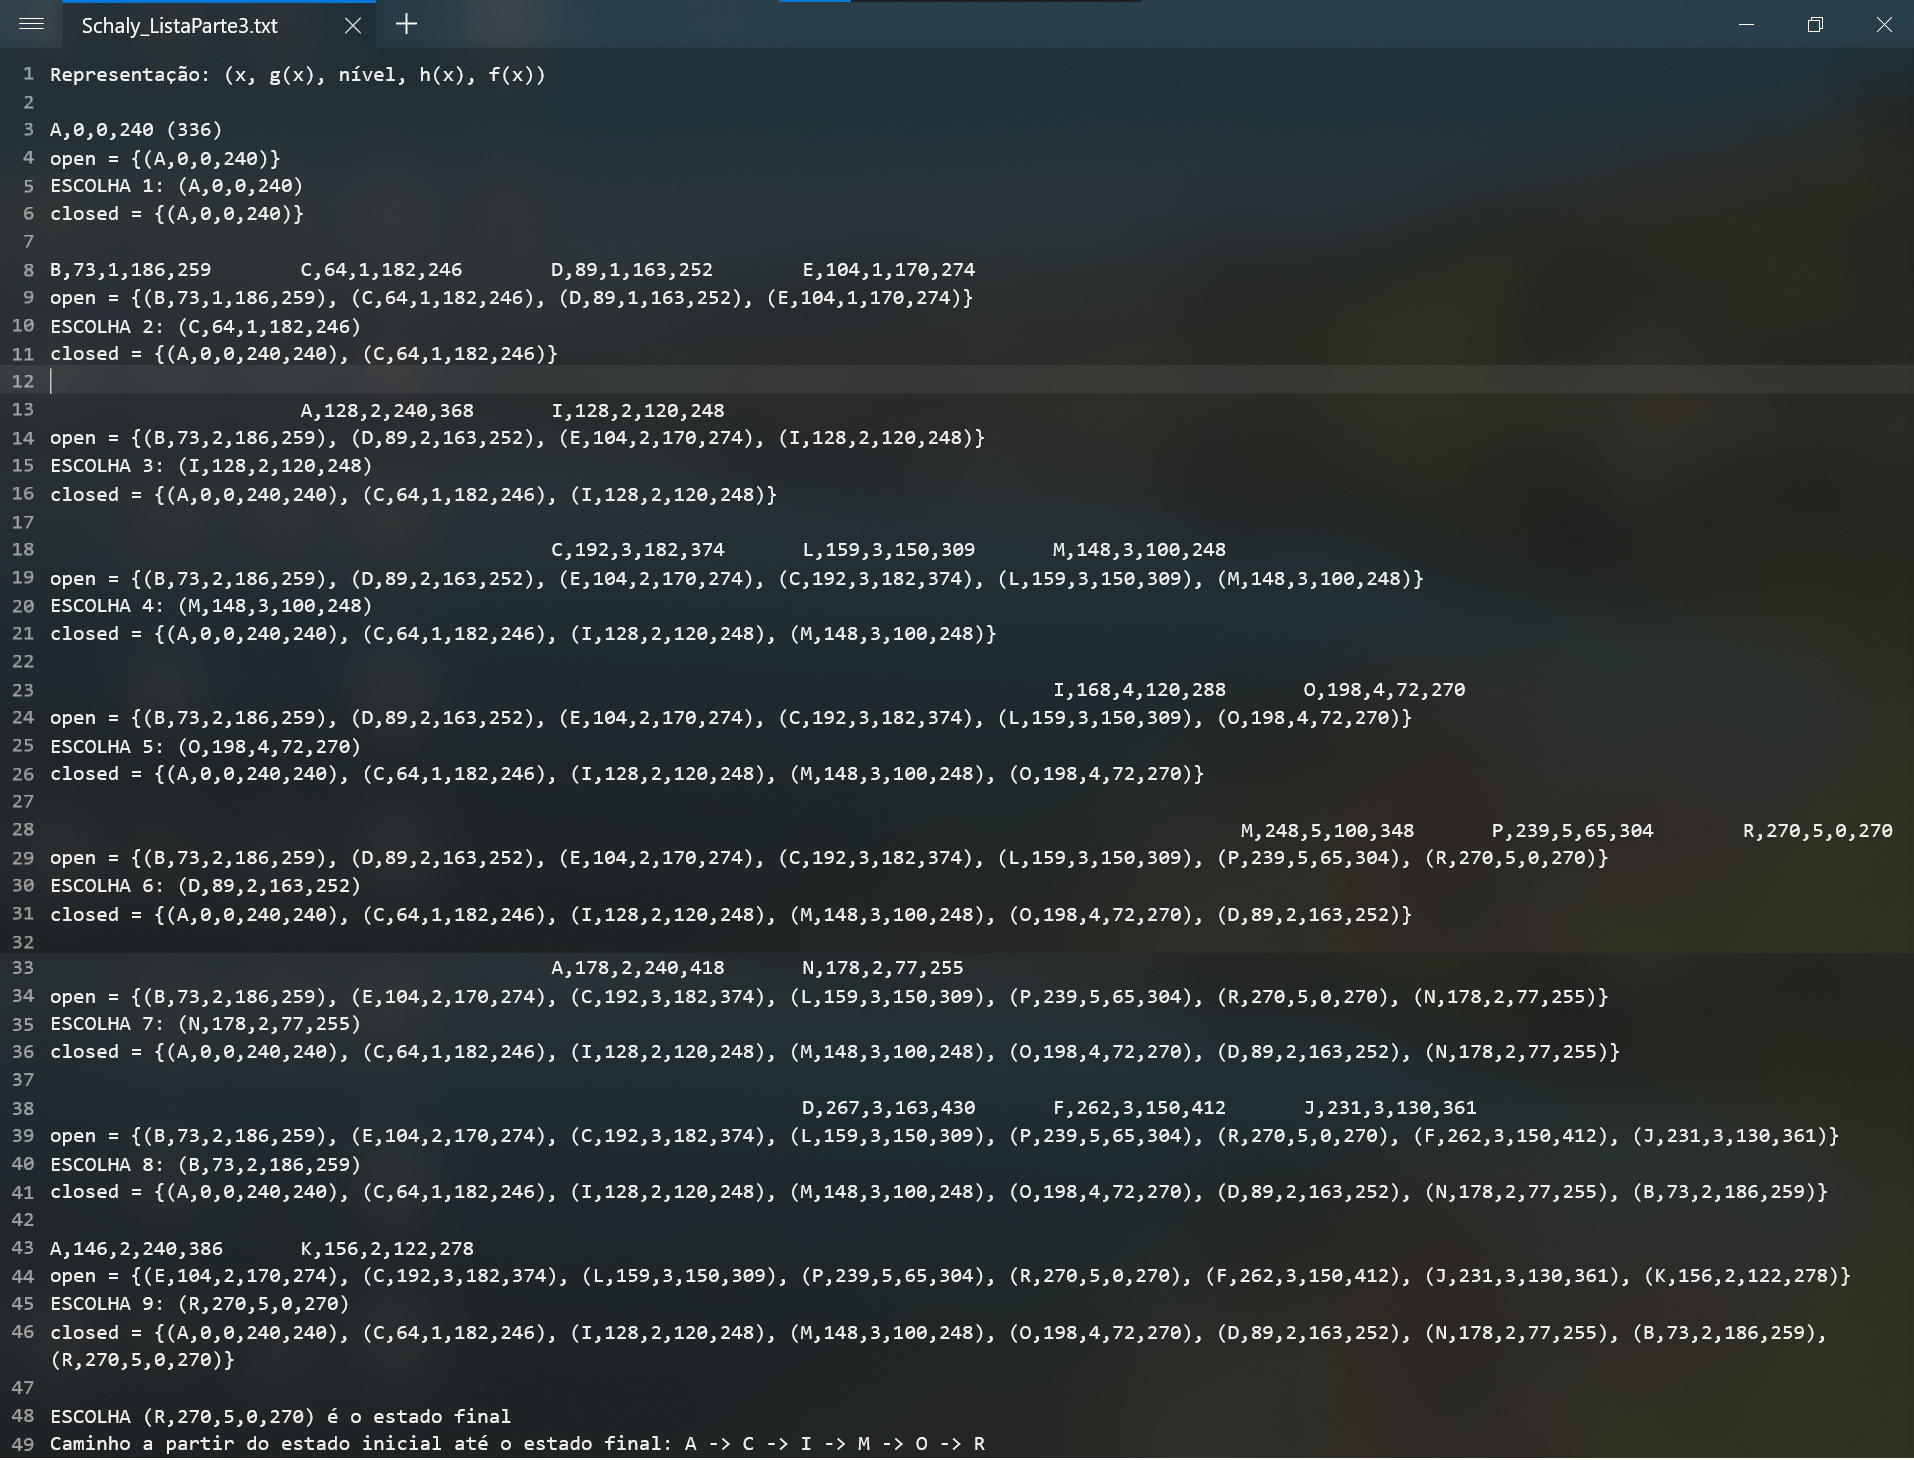 Schaly_ListaParte3.txt
1 Representação: (x, g(x), nível, h(x), f(x))
2
3 A,0,0,240 (336)
4 open = {(A,0,0,240)}
5 ESCOLHA 1: (A,0,0,240)
6 closed = {(A,0,0,240)}
7
8 B,73,1,186,259 C,64,1,182,246 D,89,1,163,252 E,104,1,170,274
9 open = {(B,73,1,186,259), (C,64,1,182,246), (D,89,1,163,252), (E,104,1,170,274)}
10 ESCOLHA 2: (C,64,1,182,246)
11 closed = {(A,0,0,240,240), (C,64,1,182,246)}
12
13 A,128,2,240,368 I,128,2,120,248
14 open = {(B,73,2,186,259), (D,89,2,163,252), (E,104,2,170,274), (I,128,2,120,248)}
15 ESCOLHA 3: (I,128,2,120,248)
16 closed = {(A,0,0,240,240), (C,64,1,182,246), (I,128,2,120,248)}
17
18 C,192,3,182,374 L,159,3,150,309 M,148,3,100,248
19 open = {(B,73,2,186,259), (D,89,2,163,252), (E,104,2,170,274), (C,192,3,182,374), (L,159,3,150,309), (M,148,3,100,248)}
20 ESCOLHA 4: (M,148,3,100,248)
21 closed = {(A,0,0,240,240), (C,64,1,182,246), (I,128,2,120,248), (M,148,3,100,248)}
22
23 I,168,4,120,288 O,198,4,72,270
24 open = {(B,73,2,186,259), (D,89,2,163,252), (E,104,2,170,274), (C,192,3,182,374), (L,159,3,150,309), (O,198,4,72,270)}
25 ESCOLHA 5: (O,198,4,72,270)
26 closed = {(A,0,0,240,240), (C,64,1,182,246), (I,128,2,120,248), (M,148,3,100,248), (O,198,4,72,270)}
27
28 M,248,5,100,348 P,239,5,65,304 R,270,5,0,270
29 open = {(B,73,2,186,259), (D,89,2,163,252), (E,104,2,170,274), (C,192,3,182,374), (L,159,3,150,309), (P,239,5,65,304), (R,270,5,0,270)}
30 ESCOLHA 6: (D,89,2,163,252)
31 closed = {(A,0,0,240,240), (C,64,1,182,246), (I,128,2,120,248), (M,148,3,100,248), (O,198,4,72,270), (D,89,2,163,252)}
32
33 A,178,2,240,418 N,178,2,77,255
34 open = {(B,73,2,186,259), (E,104,2,170,274), (C,192,3,182,374), (L,159,3,150,309), (P,239,5,65,304), (R,270,5,0,270), (N,178,2,77,255)}
35 ESCOLHA 7: (N,178,2,77,255)
36 closed = {(A,0,0,240,240), (C,64,1,182,246), (I,128,2,120,248), (M,148,3,100,248), (O,198,4,72,270), (D,89,2,163,252), (N,178,2,77,255)}
37
38 D,267,3,163,430 F,262,3,150,412 J,231,3,130,361
39 open = {(B,73,2,186,259), (E,104,2,170,274), (C,192,3,182,374), (L,159,3,150,309), (P,239,5,65,304), (R,270,5,0,270), (F,262,3,150,412), (J,231,3,130,361)}
40 ESCOLHA 8: (B,73,2,186,259)
41 closed = {(A,0,0,240,240), (C,64,1,182,246), (I,128,2,120,248), (M,148,3,100,248), (O,198,4,72,270), (D,89,2,163,252), (N,178,2,77,255), (B,73,2,186,259)}
42
43 A,146,2,240,386 K,156,2,122,278
44 open = {(E,104,2,170,274), (C,192,3,182,374), (L,159,3,150,309), (P,239,5,65,304), (R,270,5,0,270), (F,262,3,150,412), (J,231,3,130,361), (K,156,2,122,278)}
45 ESCOLHA 9: (R,270,5,0,270)
46 closed = {(A,0,0,240,240), (C,64,1,182,246), (I,128,2,120,248), (M,148,3,100,248), (O,198,4,72,270), (D,89,2,163,252), (N,178,2,77,255), (B,73,2,186,259),
(R,270,5,0,270)}
47
48 ESCOLHA (R,270,5,0,270) é o estado final
49 Caminho a partir do estado inicial até o estado final: A -> C -> I -> M -> O -> R